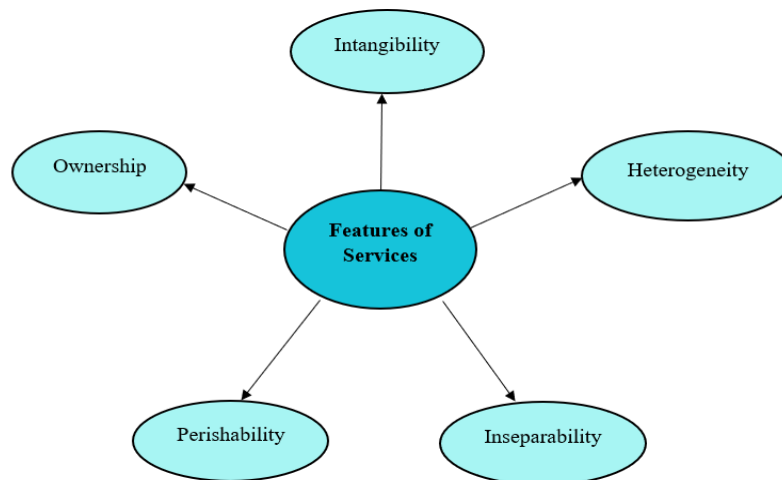 Intangibility
Ownership
Heterogeneity
Features of
Services
Perishability
Inseparability